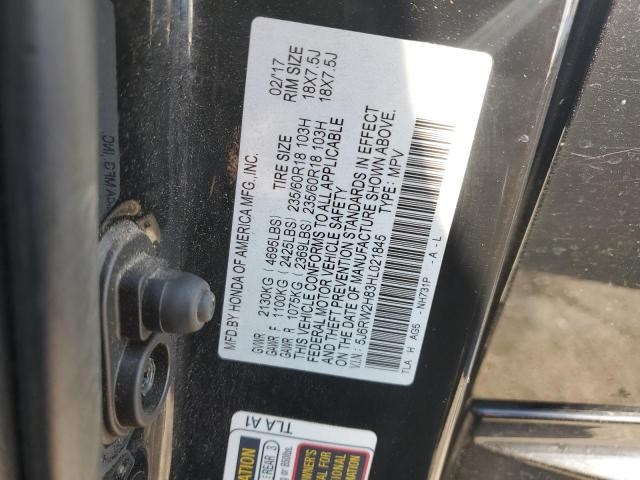 MFD.BY HONDA OF AMERICA MFG.,INC. 02/'17
GVWR 2130KG (4695LBS) TIRE SIZE RIM SIZE
GAWR F 1100KG (2425LBS) 235/60R18 103H 18X7.5J
GAWR R 1075KG (2369LBS) 235/60R18 103H 18X7.5J
THIS VEHICLE CONFORMS TO ALL APPLICABLE
FEDERAL MOTOR VEHICLE SAFETY
AND THEFT PREVENTION STANDARDS IN EFFECT
ON THE DATE OF MANUFACTURE SHOWN ABOVE.
V.I.N.: 5J6RW2H83HL021845 TYPE: MPV
TLA H AG5 - NH731P - A - L
TLA A1
REAR 3